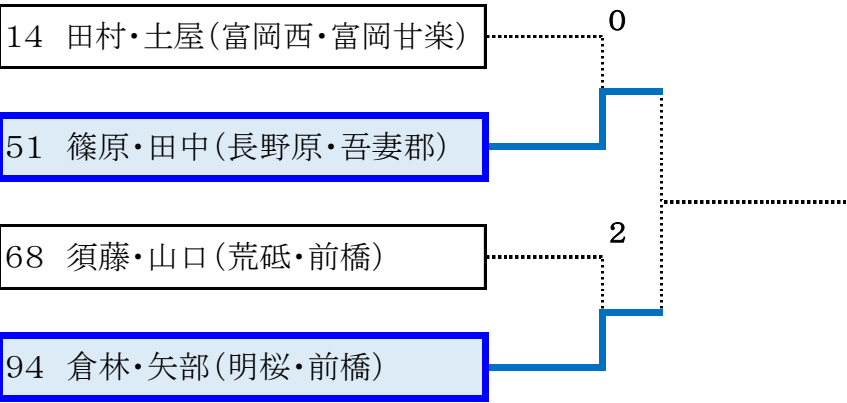 0
14 田村・土屋(富岡西・富岡甘楽)
51 篠原・田中(長野原・吾妻郡)
2
68 須藤・山口(荒砥・前橋)
94 倉林・矢部(明桜・前橋)